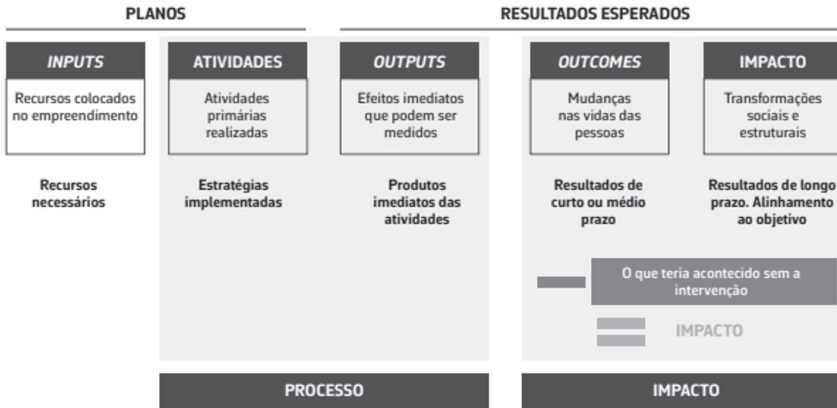 PLANOS
RESULTADOS ESPERADOS
INPUTS
Recursos colocados
no empreendimento
Recursos
necessários
ATIVIDADES
Atividades
primárias
realizadas
Estratégias
implementadas
OUTPUTS
Efeitos imediatos
que podem ser
medidos
Produtos
imediatos das
atividades
OUTCOMES
Mudanças
nas vidas das
pessoas
Resultados de
curto ou médio
prazo
IMPACTO
Transformações
sociais e
estruturais
Resultados de longo
prazo. Alinhamento
ao objetivo
O que teria acontecido sem a
intervenção
IMPACTO
PROCESSO
IMPACTO